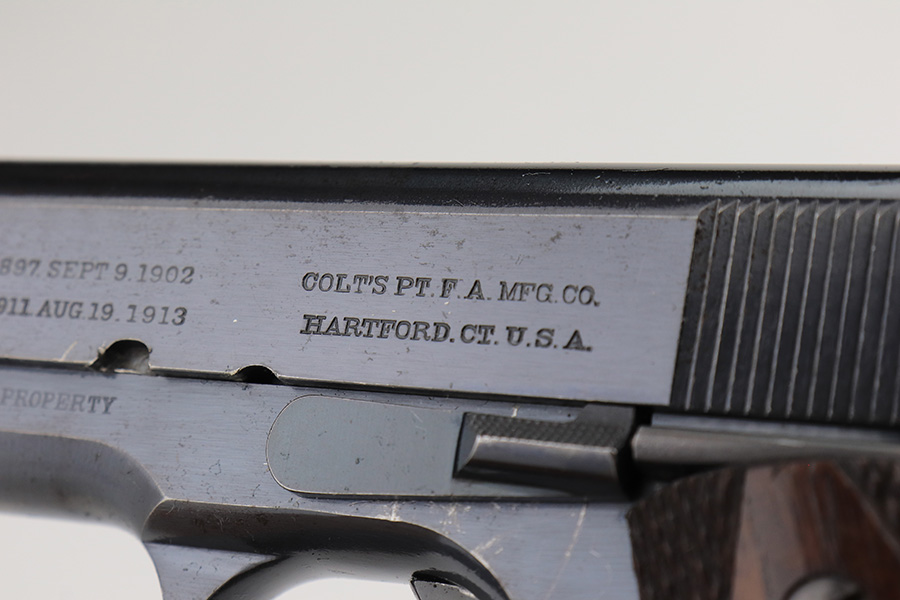 897. SEPT 9.1902
911 AUG.19.1913
COLT'S PT. F. A. MFG. CO.
HARTFORD. CT. U. S. A.
PROPERTY